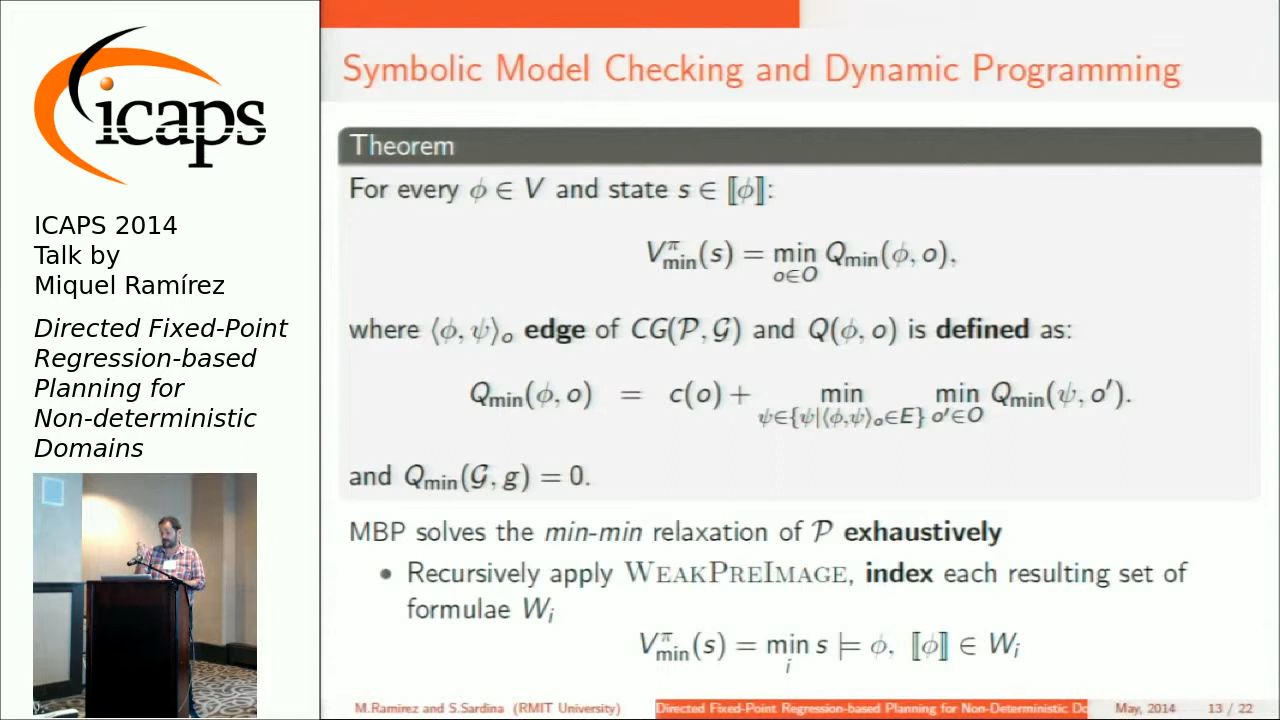 icaps
ICAPS 2014
Talk by
Miquel Ramírez
Directed Fixed-Point
Regression-based
Planning for
Non-deterministic
Domains
Symbolic Model Checking and Dynamic Programming
Theorem
For every ϕ ∈ V and state s ∈ ⟦ϕ⟧:
V^π_min(s) = min_{o∈O} Q_min(ϕ, o),
where ⟨ϕ, ψ⟩_o edge of CG(𝒫, 𝒢) and Q(ϕ, o) is defined as:
Q_min(ϕ, o) = c(o) + min_{ψ∈{ψ|⟨ϕ,ψ⟩_o∈E}} min_{o′∈O} Q_min(ψ, o′).
and Q_min(𝒢, g) = 0.
MBP solves the min-min relaxation of 𝒫 exhaustively
• Recursively apply WEAKPREIMAGE, index each resulting set of
formulae W_i
V^π_min(s) = min_i s ⊨ ϕ, ⟦ϕ⟧ ∈ W_i
M.Ramirez and S.Sardina (RMIT University) Directed Fixed-Point Regression-based Planning for Non-Deterministic Do May, 2014 13 / 22